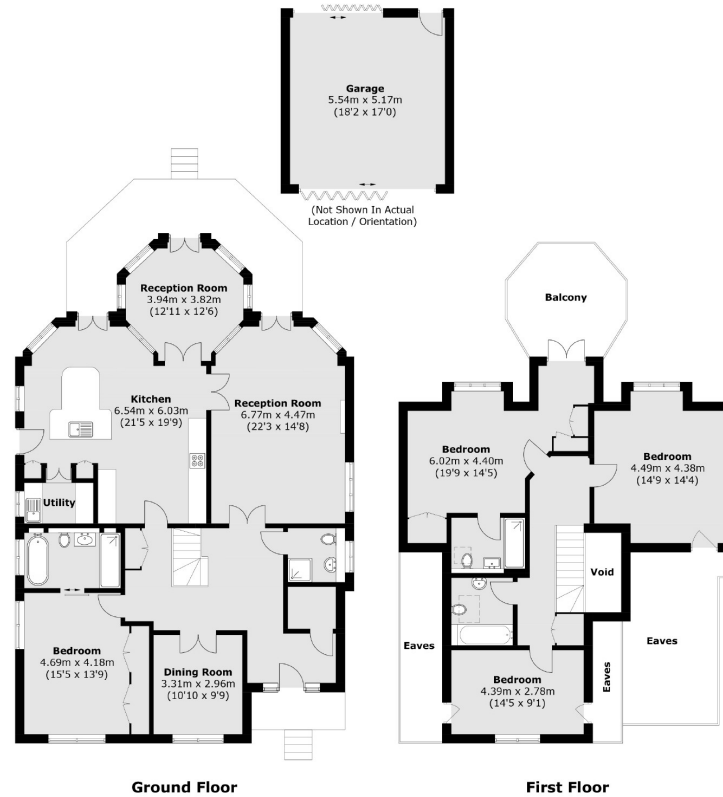 Garage
5.54m x 5.17m
(18'2 x 17'0)
(Not Shown In Actual
Location / Orientation)
Reception Room
3.94m x 3.82m
(12'11 x 12'6)
Kitchen
6.54m x 6.03m
(21'5 x 19'9)
Reception Room
6.77m x 4.47m
(22'3 x 14'8)
Utility
Bedroom
4.69m x 4.18m
(15'5 x 13'9)
Dining Room
3.31m x 2.96m
(10'10 x 9'9)
Ground Floor
Balcony
Bedroom
6.02m x 4.40m
(19'9 x 14'5)
Bedroom
4.49m x 4.38m
(14'9 x 14'4)
Void
Eaves
Eaves
Eaves
Bedroom
4.39m x 2.78m
(14'5 x 9'1)
First Floor